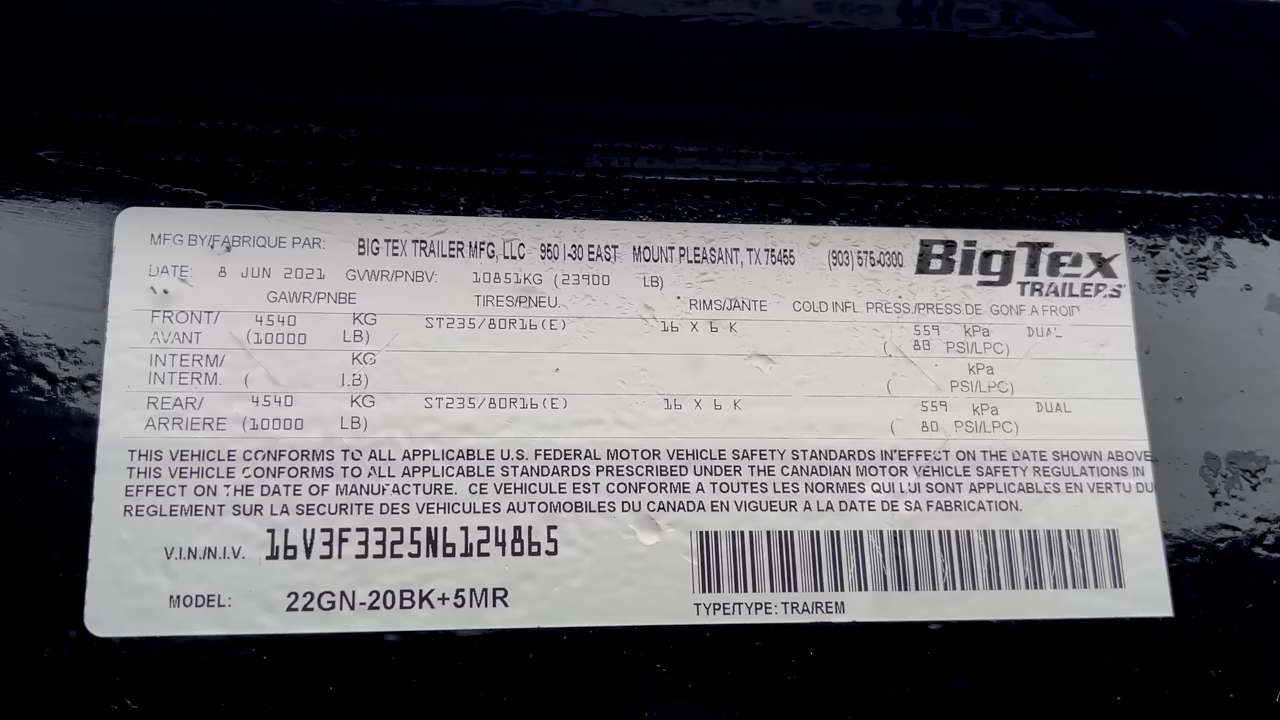 MFG BY/FABRIQUE PAR: BIG TEX TRAILER MFG, LLC 950 I-30 EAST MOUNT PLEASANT, TX 75455 (903) 575-0300
BigTex
TRAILERS
DATE: 8 JUN 2021 GVWR/PNBV: 10851KG (23900 LB)
GAWR/PNBE TIRES/PNEU. RIMS/JANTE COLD INFL. PRESS./PRESS.DE GONF.A FROID
FRONT/ 4540 KG ST235/80R16(E) 16 X 6 K 559 kPa DUAL
AVANT (10000 LB) ( 80 PSI/LPC)
INTERM/ KG kPa
INTERM. ( LB) ( PSI/LPC)
REAR/ 4540 KG ST235/80R16(E) 16 X 6 K 559 kPa DUAL
ARRIERE (10000 LB) ( 80 PSI/LPC)
THIS VEHICLE CONFORMS TO ALL APPLICABLE U.S. FEDERAL MOTOR VEHICLE SAFETY STANDARDS IN EFFECT ON THE DATE SHOWN ABOVE.
THIS VEHICLE CONFORMS TO ALL APPLICABLE STANDARDS PRESCRIBED UNDER THE CANADIAN MOTOR VEHICLE SAFETY REGULATIONS IN
EFFECT ON THE DATE OF MANUFACTURE. CE VEHICULE EST CONFORME A TOUTES LES NORMES QUI LUI SONT APPLICABLES EN VERTU DU
REGLEMENT SUR LA SECURITE DES VEHICULES AUTOMOBILES DU CANADA EN VIGUEUR A LA DATE DE SA FABRICATION.
V.I.N./N.I.V. 16V3F3325N6124865
MODEL: 22GN-20BK+5MR
TYPE/TYPE: TRA/REM